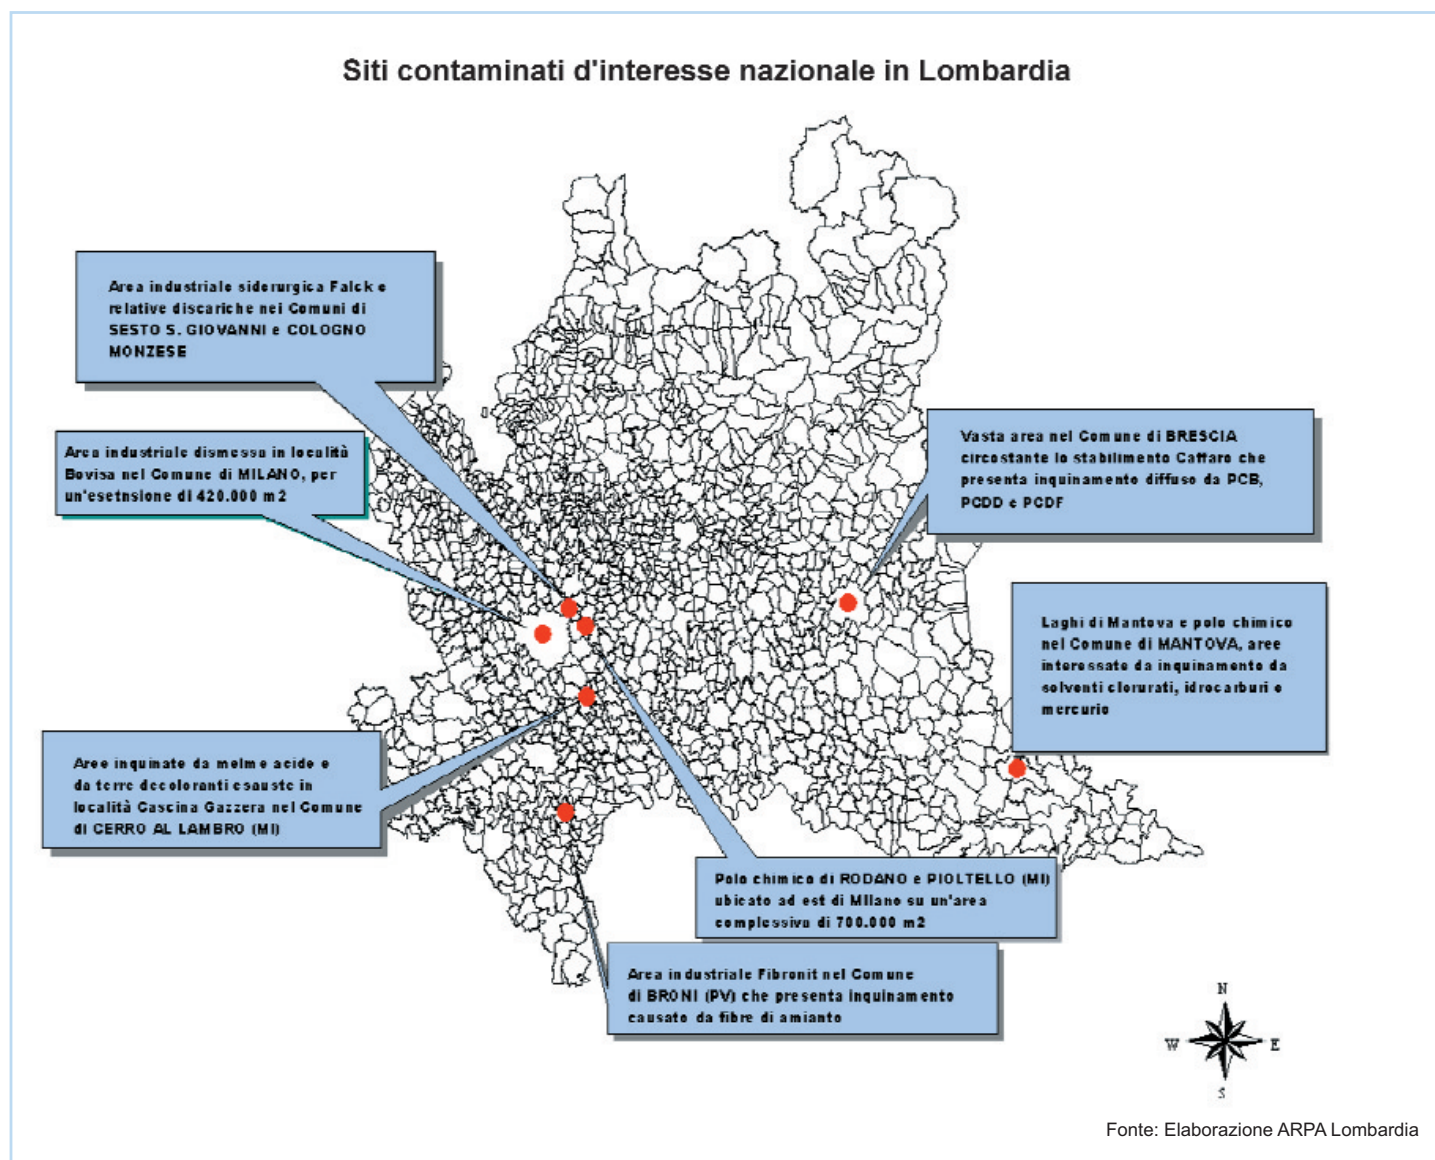 Siti contaminati d'interesse nazionale in Lombardia
Area industriale siderurgica Falck e
relative discariche nei Comuni di
SESTO S. GIOVANNI e COLOGNO
MONZESE
Area industriale dismessa in località
Bovisa nel Comune di MILANO, per
un'esetnsione di 420.000 m2
Vasta area nel Comune di BRESCIA
circostante lo stabilimento Caffaro che
presenta inquinamento diffuso da PCB,
PCDD e PCDF
Laghi di Mantova e polo chimico
nel Comune di MANTOVA, aree
interessate da inquinamento da
solventi clorurati, idrocarburi e
mercurio
Aree inquinate da melme acide e
da terre decoloranti esauste in
località Cascina Gazzera nel Comune
di CERRO AL LAMBRO (MI)
Polo chimico di RODANO e PIOLTELLO (MI)
ubicato ad est di Milano su un'area
complessiva di 700.000 m2
Area industriale Fibronit nel Comune
di BRONI (PV) che presenta inquinamento
causato da fibre di amianto
N
W E
S
Fonte: Elaborazione ARPA Lombardia